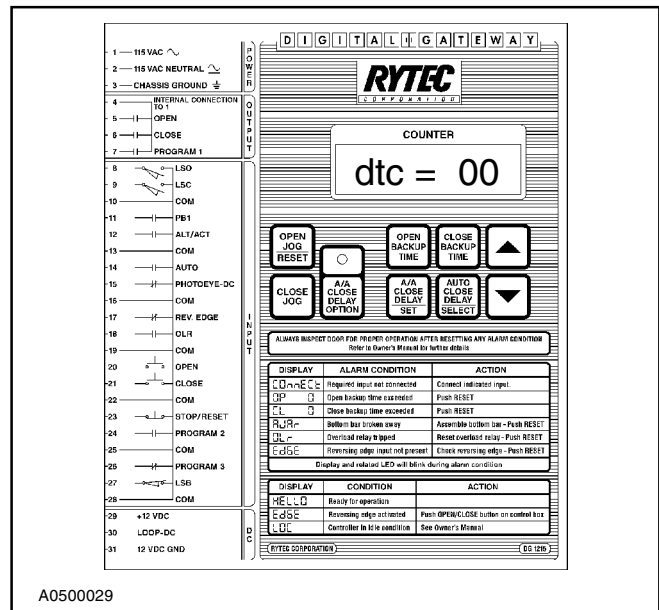 DIGITAL GATEWAY
1 115 VAC
2 115 VAC NEUTRAL
3 CHASSIS GROUND
POWER
4 INTERNAL CONNECTION TO 1
5 OPEN
6 CLOSE
7 PROGRAM 1
OUTPUT
8 LSO
9 LSC
10 COM
11 PB1
12 ALT/ACT
13 COM
14 AUTO
15 PHOTOEYE-DC
16 COM
17 REV. EDGE
18 OLR
19 COM
20 OPEN
21 CLOSE
22 COM
23 STOP/RESET
24 PROGRAM 2
25 COM
26 PROGRAM 3
27 LSB
28 COM
INPUT
29 +12 VDC
30 LOOP-DC
31 12 VDC GND
DC
RYTEC
CORPORATION
COUNTER
dtc = 00
OPEN JOG RESET
OPEN BACKUP TIME
CLOSE BACKUP TIME
CLOSE JOG
A/A CLOSE DELAY OPTION
A/A CLOSE DELAY SET
AUTO CLOSE DELAY SELECT
ALWAYS INSPECT DOOR FOR PROPER OPERATION AFTER RESETTING ANY ALARM CONDITION
Refer to Owner's Manual for further details
DISPLAY ALARM CONDITION ACTION
COnnECt Required input not connected Connect indicated input.
OP 0 Open backup time exceeded Push RESET
CL 0 Close backup time exceeded Push RESET
AJAr Bottom bar broken away Assemble bottom bar - Push RESET
OLr Overload relay tripped Reset overload relay - Push RESET
EdGE Reversing edge input not present Check reversing edge - Push RESET
Display and related LED will blink during alarm condition
DISPLAY CONDITION ACTION
HELLO Ready for operation
EdGE Reversing edge activated Push OPEN/CLOSE button on control box
LOC Controller in idle condition See Owner's Manual
RYTEC CORPORATION
DG 1215
A0500029